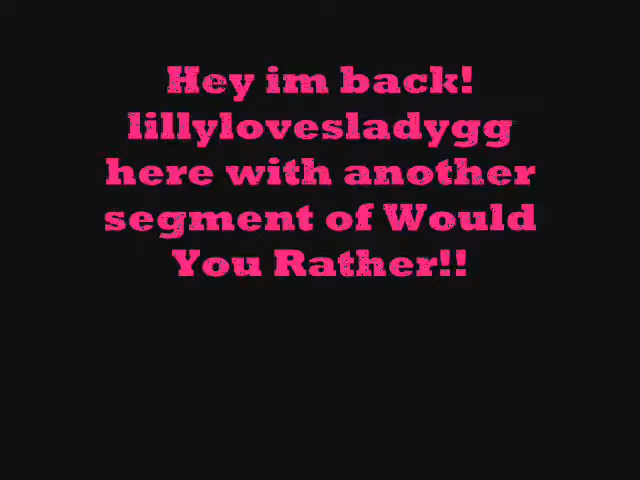 Hey im back!
lillylovesladygg
here with another
segment of Would
You Rather!!